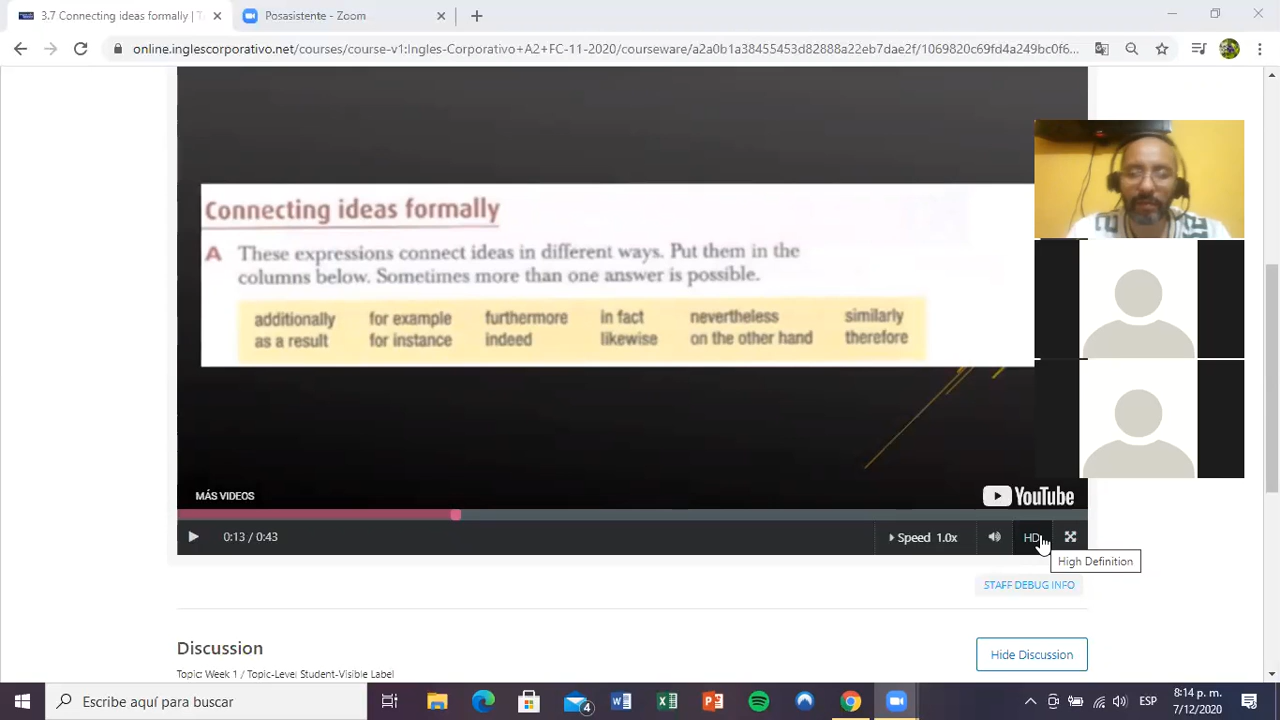 3.7 Connecting ideas formally | T
Posasistente - Zoom
online.inglescorporativo.net/courses/course-v1:Ingles-Corporativo+A2+FC-11-2020/courseware/a2a0b1a38455453d82888a22eb7dae2f/1069820c69fd4a249bc0f6...
Connecting ideas formally
A These expressions connect ideas in different ways. Put them in the
columns below. Sometimes more than one answer is possible.
additionally for example furthermore in fact nevertheless similarly
as a result for instance indeed likewise on the other hand therefore
MÁS VIDEOS
YouTube
0:13 / 0:43
Speed 1.0x
HD
High Definition
STAFF DEBUG INFO
Discussion
Hide Discussion
Topic: Week 1 / Topic-Level Student-Visible Label
Escribe aquí para buscar
4
ESP
8:14 p. m.
7/12/2020